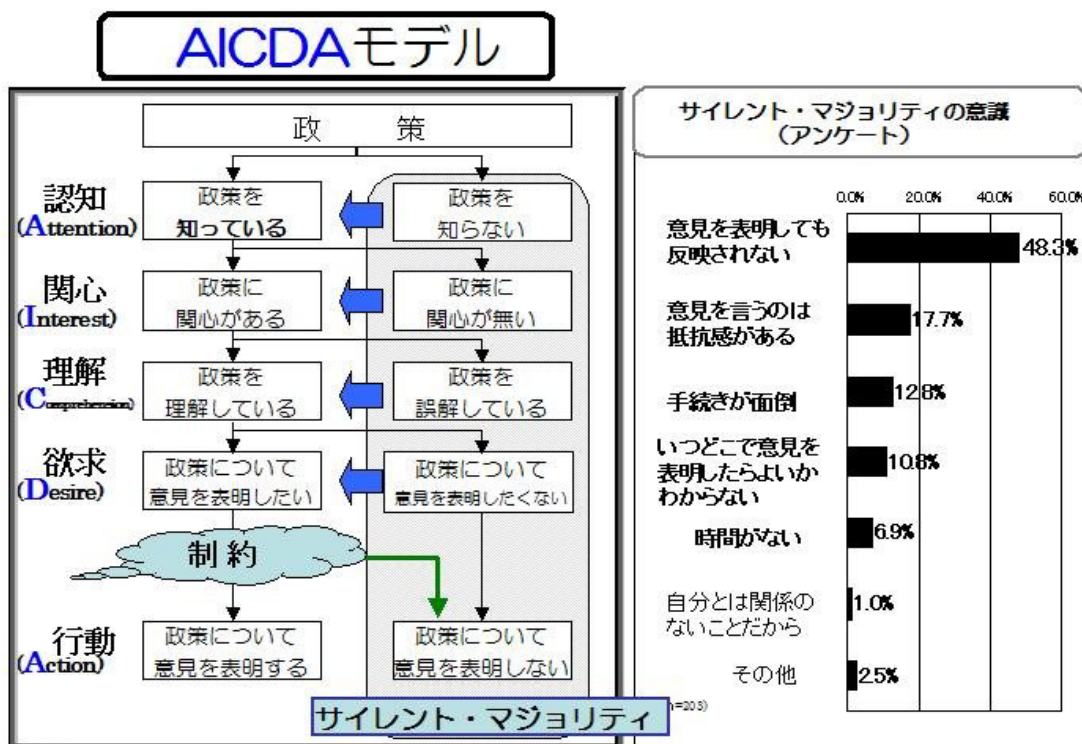 AICDAモデル
政 策
認知
(Attention)
政策を
知っている
政策を
知らない
関心
(Interest)
政策に
関心がある
政策に
関心が無い
理解
(Comprehension)
政策を
理解している
政策を
誤解している
欲求
(Desire)
政策について
意見を表明したい
政策について
意見を表明したくない
制 約
行動
(Action)
政策について
意見を表明する
政策について
意見を表明しない
サイレント・マジョリティ
サイレント・マジョリティの意識
(アンケート)
0.0% 20.0% 40.0% 60.0%
意見を表明しても
反映されない
48.3%
意見を言うのは
抵抗感がある
17.7%
手続きが面倒
12.8%
いつどこで意見を
表明したらよいか
わからない
10.8%
時間がない
6.9%
自分とは関係の
ないことだから
1.0%
その他
2.5%
n=203)